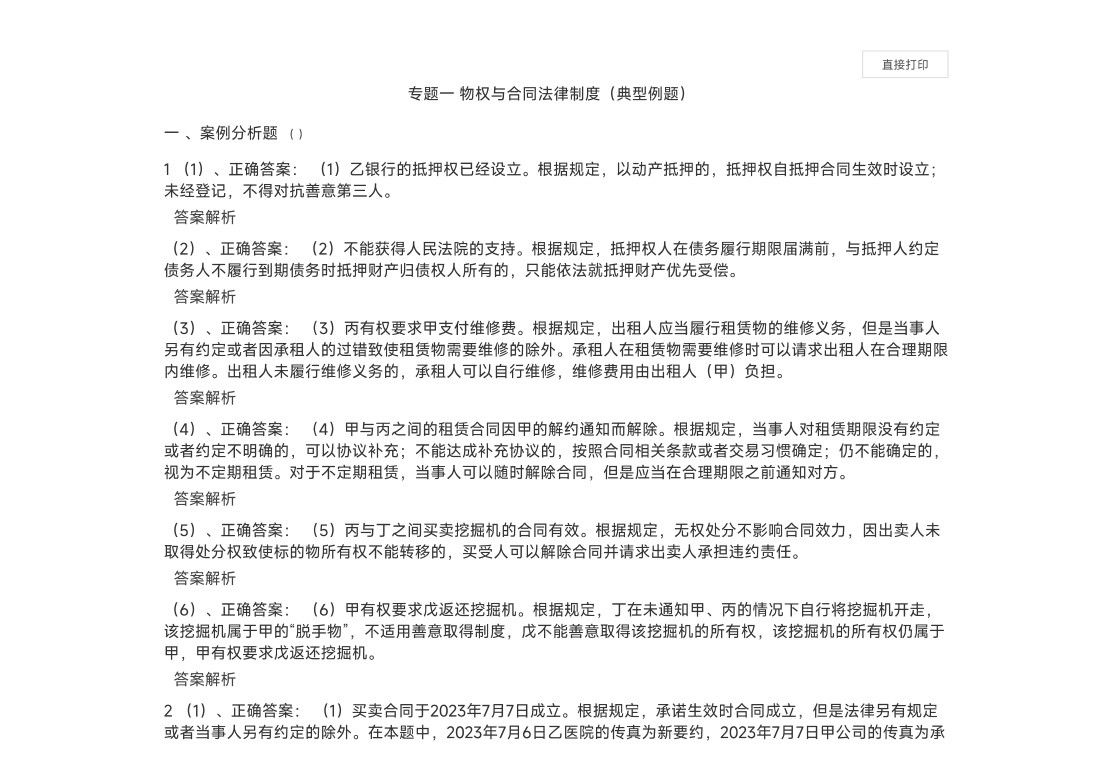 直接打印
专题一 物权与合同法律制度（典型例题）
一 、案例分析题 （ ）
1 （1）、正确答案： （1）乙银行的抵押权已经设立。根据规定，以动产抵押的，抵押权自抵押合同生效时设立；
未经登记，不得对抗善意第三人。
答案解析
（2）、正确答案： （2）不能获得人民法院的支持。根据规定，抵押权人在债务履行期限届满前，与抵押人约定
债务人不履行到期债务时抵押财产归债权人所有的，只能依法就抵押财产优先受偿。
答案解析
（3）、正确答案： （3）丙有权要求甲支付维修费。根据规定，出租人应当履行租赁物的维修义务，但是当事人
另有约定或者因承租人的过错致使租赁物需要维修的除外。承租人在租赁物需要维修时可以请求出租人在合理期限
内维修。出租人未履行维修义务的，承租人可以自行维修，维修费用由出租人（甲）负担。
答案解析
（4）、正确答案： （4）甲与丙之间的租赁合同因甲的解约通知而解除。根据规定，当事人对租赁期限没有约定
或者约定不明确的，可以协议补充；不能达成补充协议的，按照合同相关条款或者交易习惯确定；仍不能确定的，
视为不定期租赁。对于不定期租赁，当事人可以随时解除合同，但是应当在合理期限之前通知对方。
答案解析
（5）、正确答案： （5）丙与丁之间买卖挖掘机的合同有效。根据规定，无权处分不影响合同效力，因出卖人未
取得处分权致使标的物所有权不能转移的，买受人可以解除合同并请求出卖人承担违约责任。
答案解析
（6）、正确答案： （6）甲有权要求戊返还挖掘机。根据规定，丁在未通知甲、丙的情况下自行将挖掘机开走，
该挖掘机属于甲的“脱手物”，不适用善意取得制度，戊不能善意取得该挖掘机的所有权，该挖掘机的所有权仍属于
甲，甲有权要求戊返还挖掘机。
答案解析
2 （1）、正确答案： （1）买卖合同于2023年7月7日成立。根据规定，承诺生效时合同成立，但是法律另有规定
或者当事人另有约定的除外。在本题中，2023年7月6日乙医院的传真为新要约，2023年7月7日甲公司的传真为承